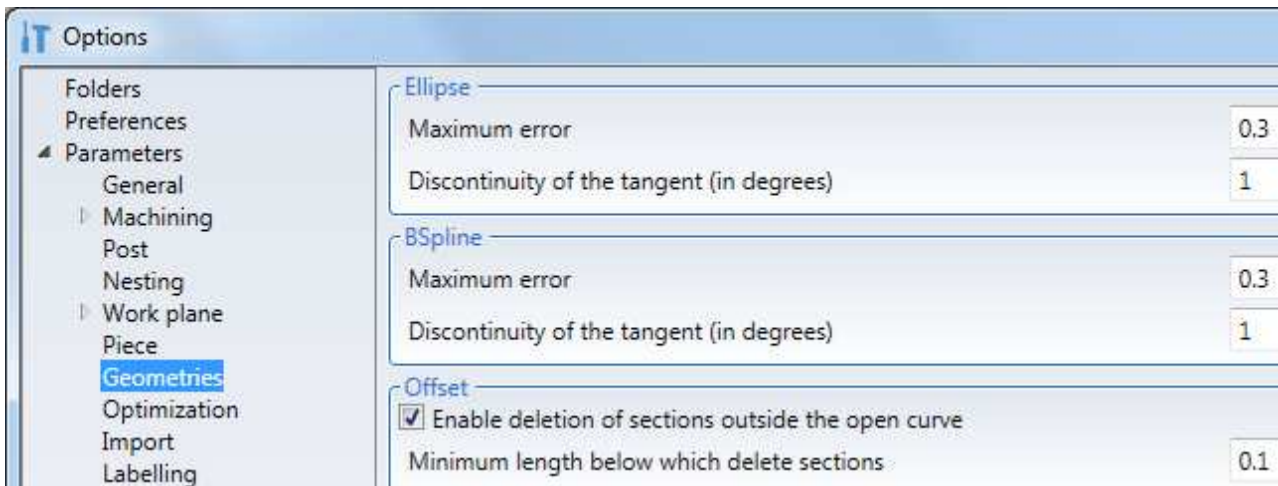 Options
Folders
Preferences
Parameters
General
Machining
Post
Nesting
Work plane
Piece
Geometries
Optimization
Import
Labelling
Ellipse
Maximum error 0.3
Discontinuity of the tangent (in degrees) 1
BSpline
Maximum error 0.3
Discontinuity of the tangent (in degrees) 1
Offset
Enable deletion of sections outside the open curve
Minimum length below which delete sections 0.1